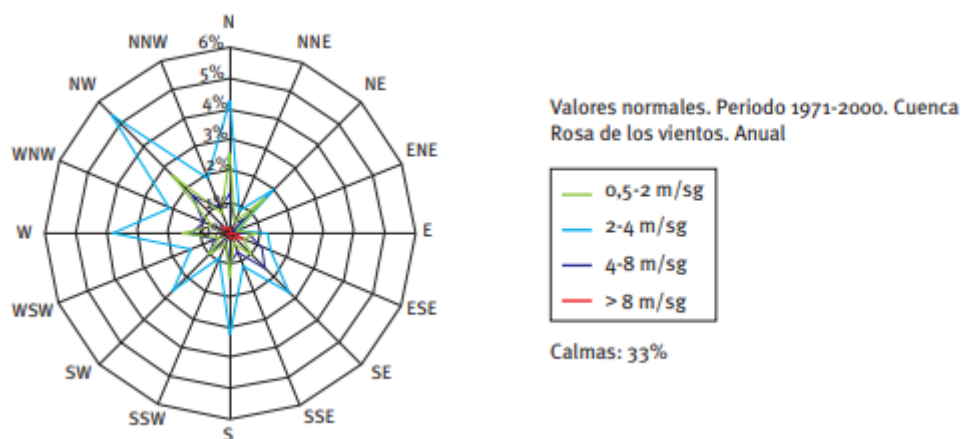 N
NNE
NE
ENE
E
ESE
SE
SSE
S
SSW
SW
WSW
W
WNW
NW
NNW
6%
5%
4%
3%
2%
1%
0%
Valores normales. Periodo 1971-2000. Cuenca
Rosa de los vientos. Anual
0,5-2 m/sg
2-4 m/sg
4-8 m/sg
> 8 m/sg
Calmas: 33%